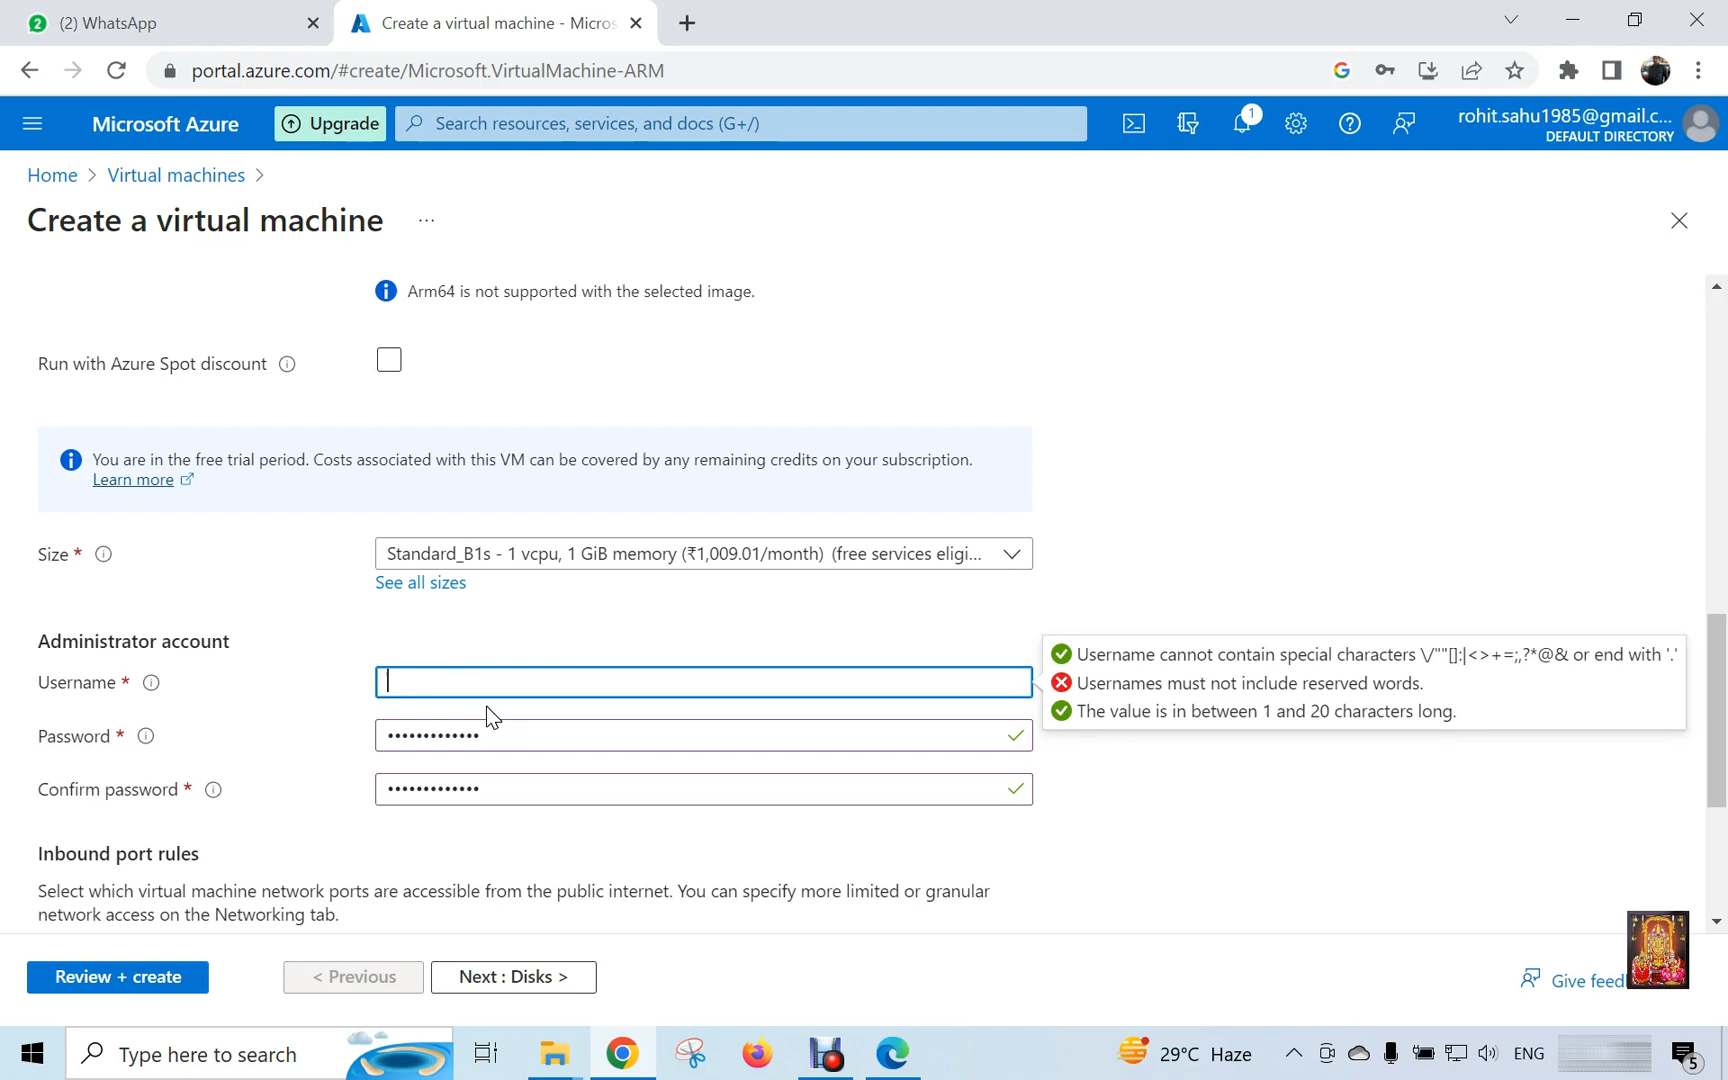 2 (2) WhatsApp
Create a virtual machine - Micros
portal.azure.com/#create/Microsoft.VirtualMachine-ARM
Microsoft Azure
Upgrade
Search resources, services, and docs (G+/)
1
rohit.sahu1985@gmail.c...
DEFAULT DIRECTORY
Home > Virtual machines >
Create a virtual machine ...
Arm64 is not supported with the selected image.
Run with Azure Spot discount
You are in the free trial period. Costs associated with this VM can be covered by any remaining credits on your subscription.
Learn more
Size *
Standard_B1s - 1 vcpu, 1 GiB memory (₹1,009.01/month) (free services eligi...
See all sizes
Administrator account
Username cannot contain special characters \/""[]:|<>+=;,?*@& or end with '.'
Username *
Usernames must not include reserved words.
The value is in between 1 and 20 characters long.
Password *
•••••••••••••
Confirm password *
•••••••••••••
Inbound port rules
Select which virtual machine network ports are accessible from the public internet. You can specify more limited or granular
network access on the Networking tab.
Review + create
< Previous
Next : Disks >
Give feed
Type here to search
29°C Haze
ENG
5